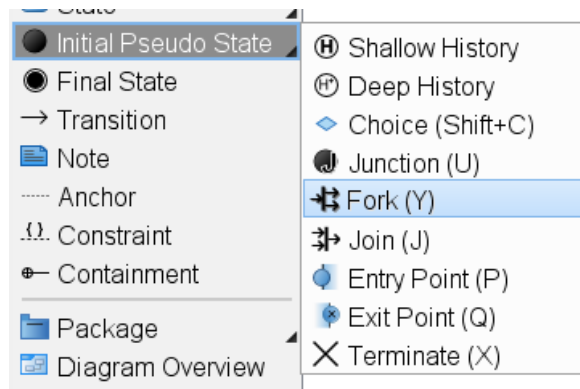 State
Initial Pseudo State
Final State
Transition
Note
Anchor
Constraint
Containment
Package
Diagram Overview
H Shallow History
H* Deep History
Choice (Shift+C)
J Junction (U)
Fork (Y)
Join (J)
Entry Point (P)
Exit Point (Q)
Terminate (X)